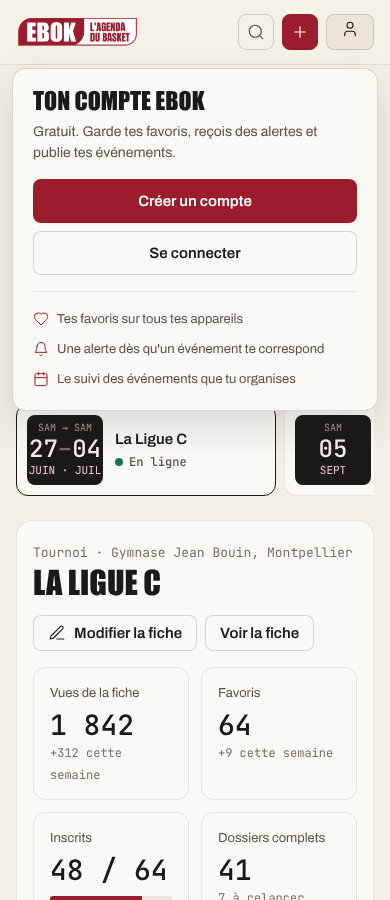 EBOK L'AGENDA
DU BASKET
TON COMPTE EBOK
Gratuit. Garde tes favoris, reçois des alertes et
publie tes événements.
Créer un compte
Se connecter
Tes favoris sur tous tes appareils
Une alerte dès qu'un événement te correspond
Le suivi des événements que tu organises
SAM → SAM
27–04
JUIN · JUIL
La Ligue C
En ligne
SAM
05
SEPT
Tournoi · Gymnase Jean Bouin, Montpellier
LA LIGUE C
Modifier la fiche
Voir la fiche
Vues de la fiche
1 842
+312 cette
semaine
Favoris
64
+9 cette semaine
Inscrits
48 / 64
Dossiers complets
41
7 à relancer